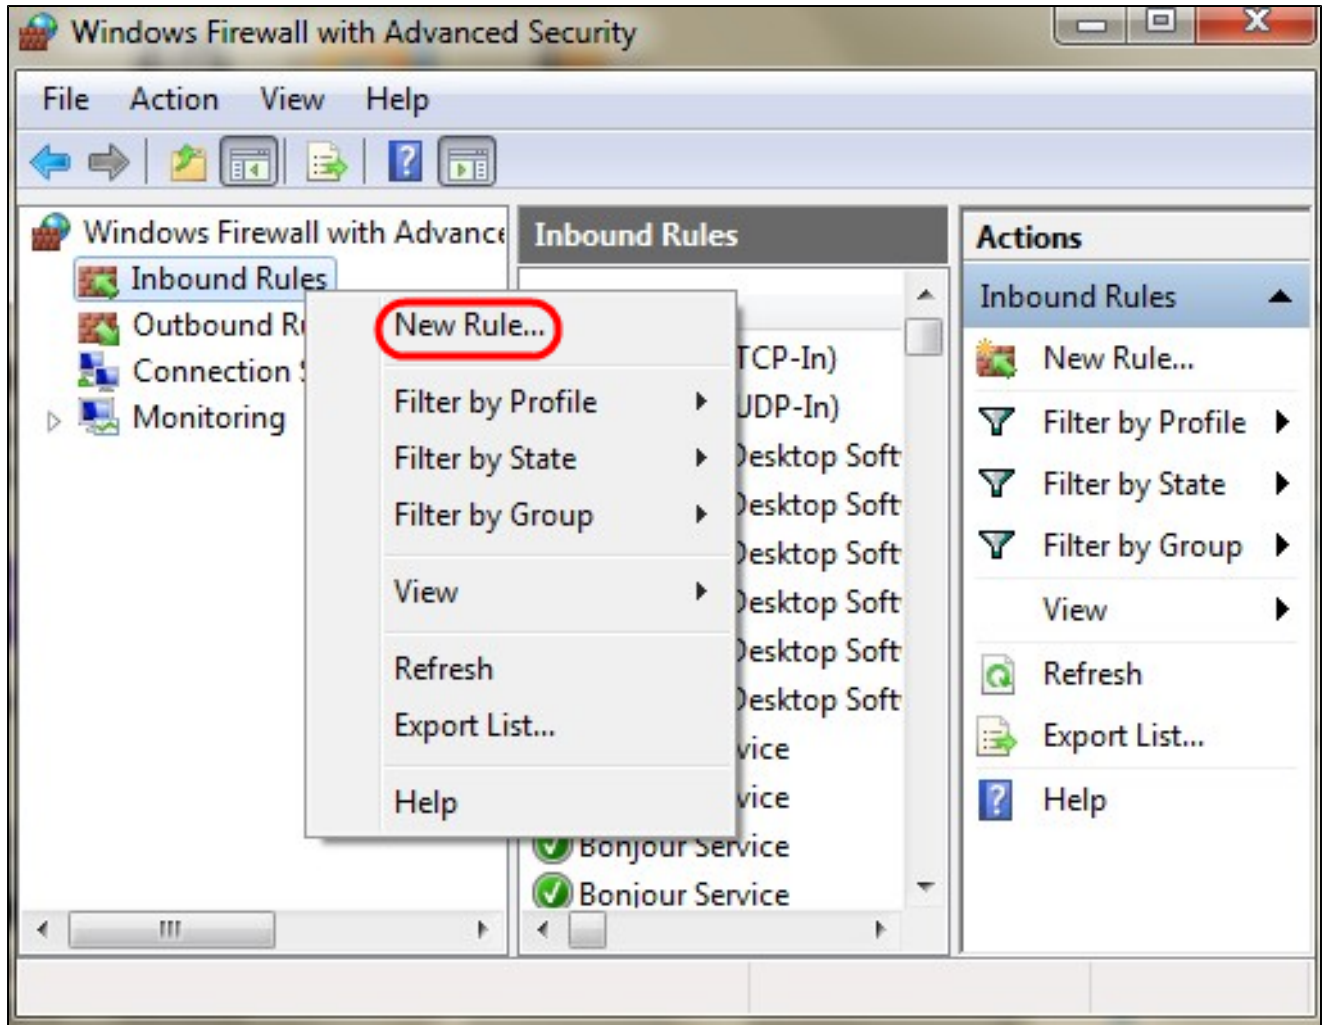 Windows Firewall with Advanced Security
File Action View Help
Windows Firewall with Advance
Inbound Rules
Outbound Ru
Connection
Monitoring
New Rule...
Filter by Profile
Filter by State
Filter by Group
View
Refresh
Export List...
Help
Inbound Rules
TCP-In)
UDP-In)
Desktop Soft
Desktop Soft
Desktop Soft
Desktop Soft
Desktop Soft
Desktop Soft
vice
vice
Bonjour Service
Bonjour Service
Actions
Inbound Rules
New Rule...
Filter by Profile
Filter by State
Filter by Group
View
Refresh
Export List...
Help